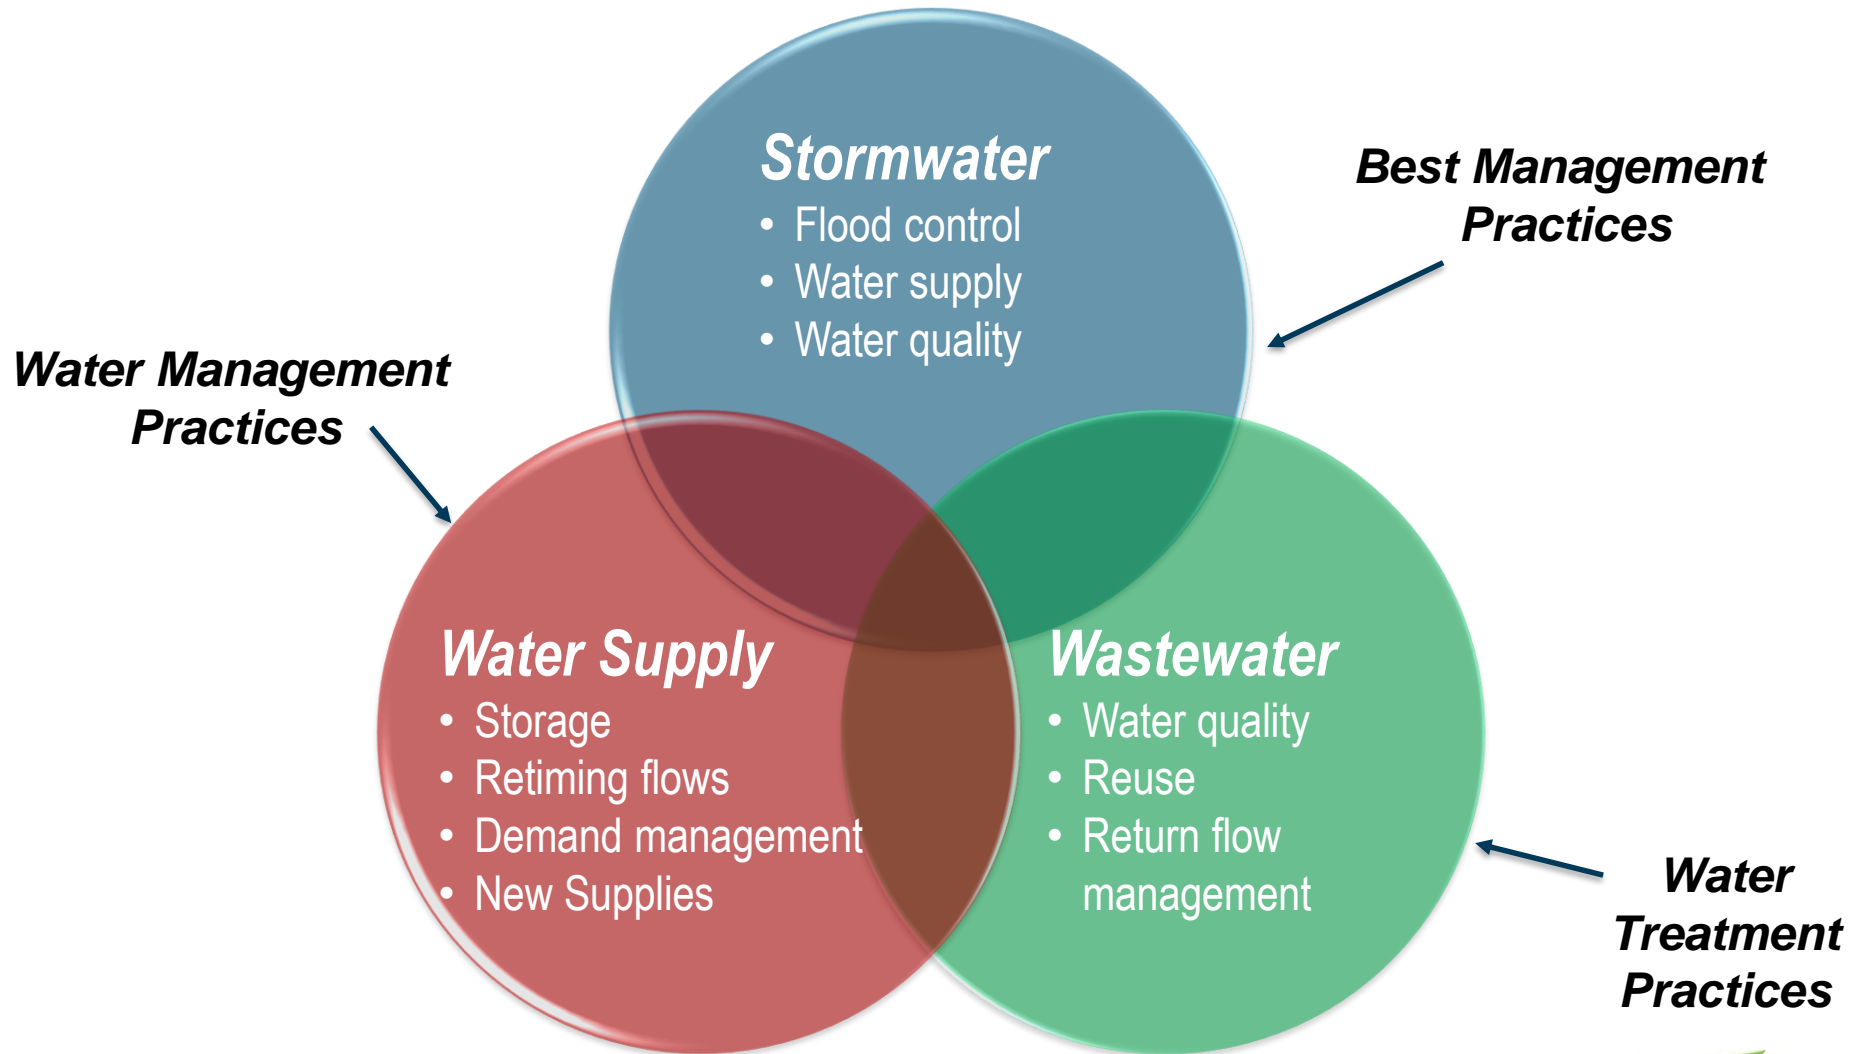 Stormwater
• Flood control
• Water supply
• Water quality
Best Management
Practices
Water Management
Practices
Water Supply
• Storage
• Retiming flows
• Demand management
• New Supplies
Wastewater
• Water quality
• Reuse
• Return flow
management
Water
Treatment
Practices